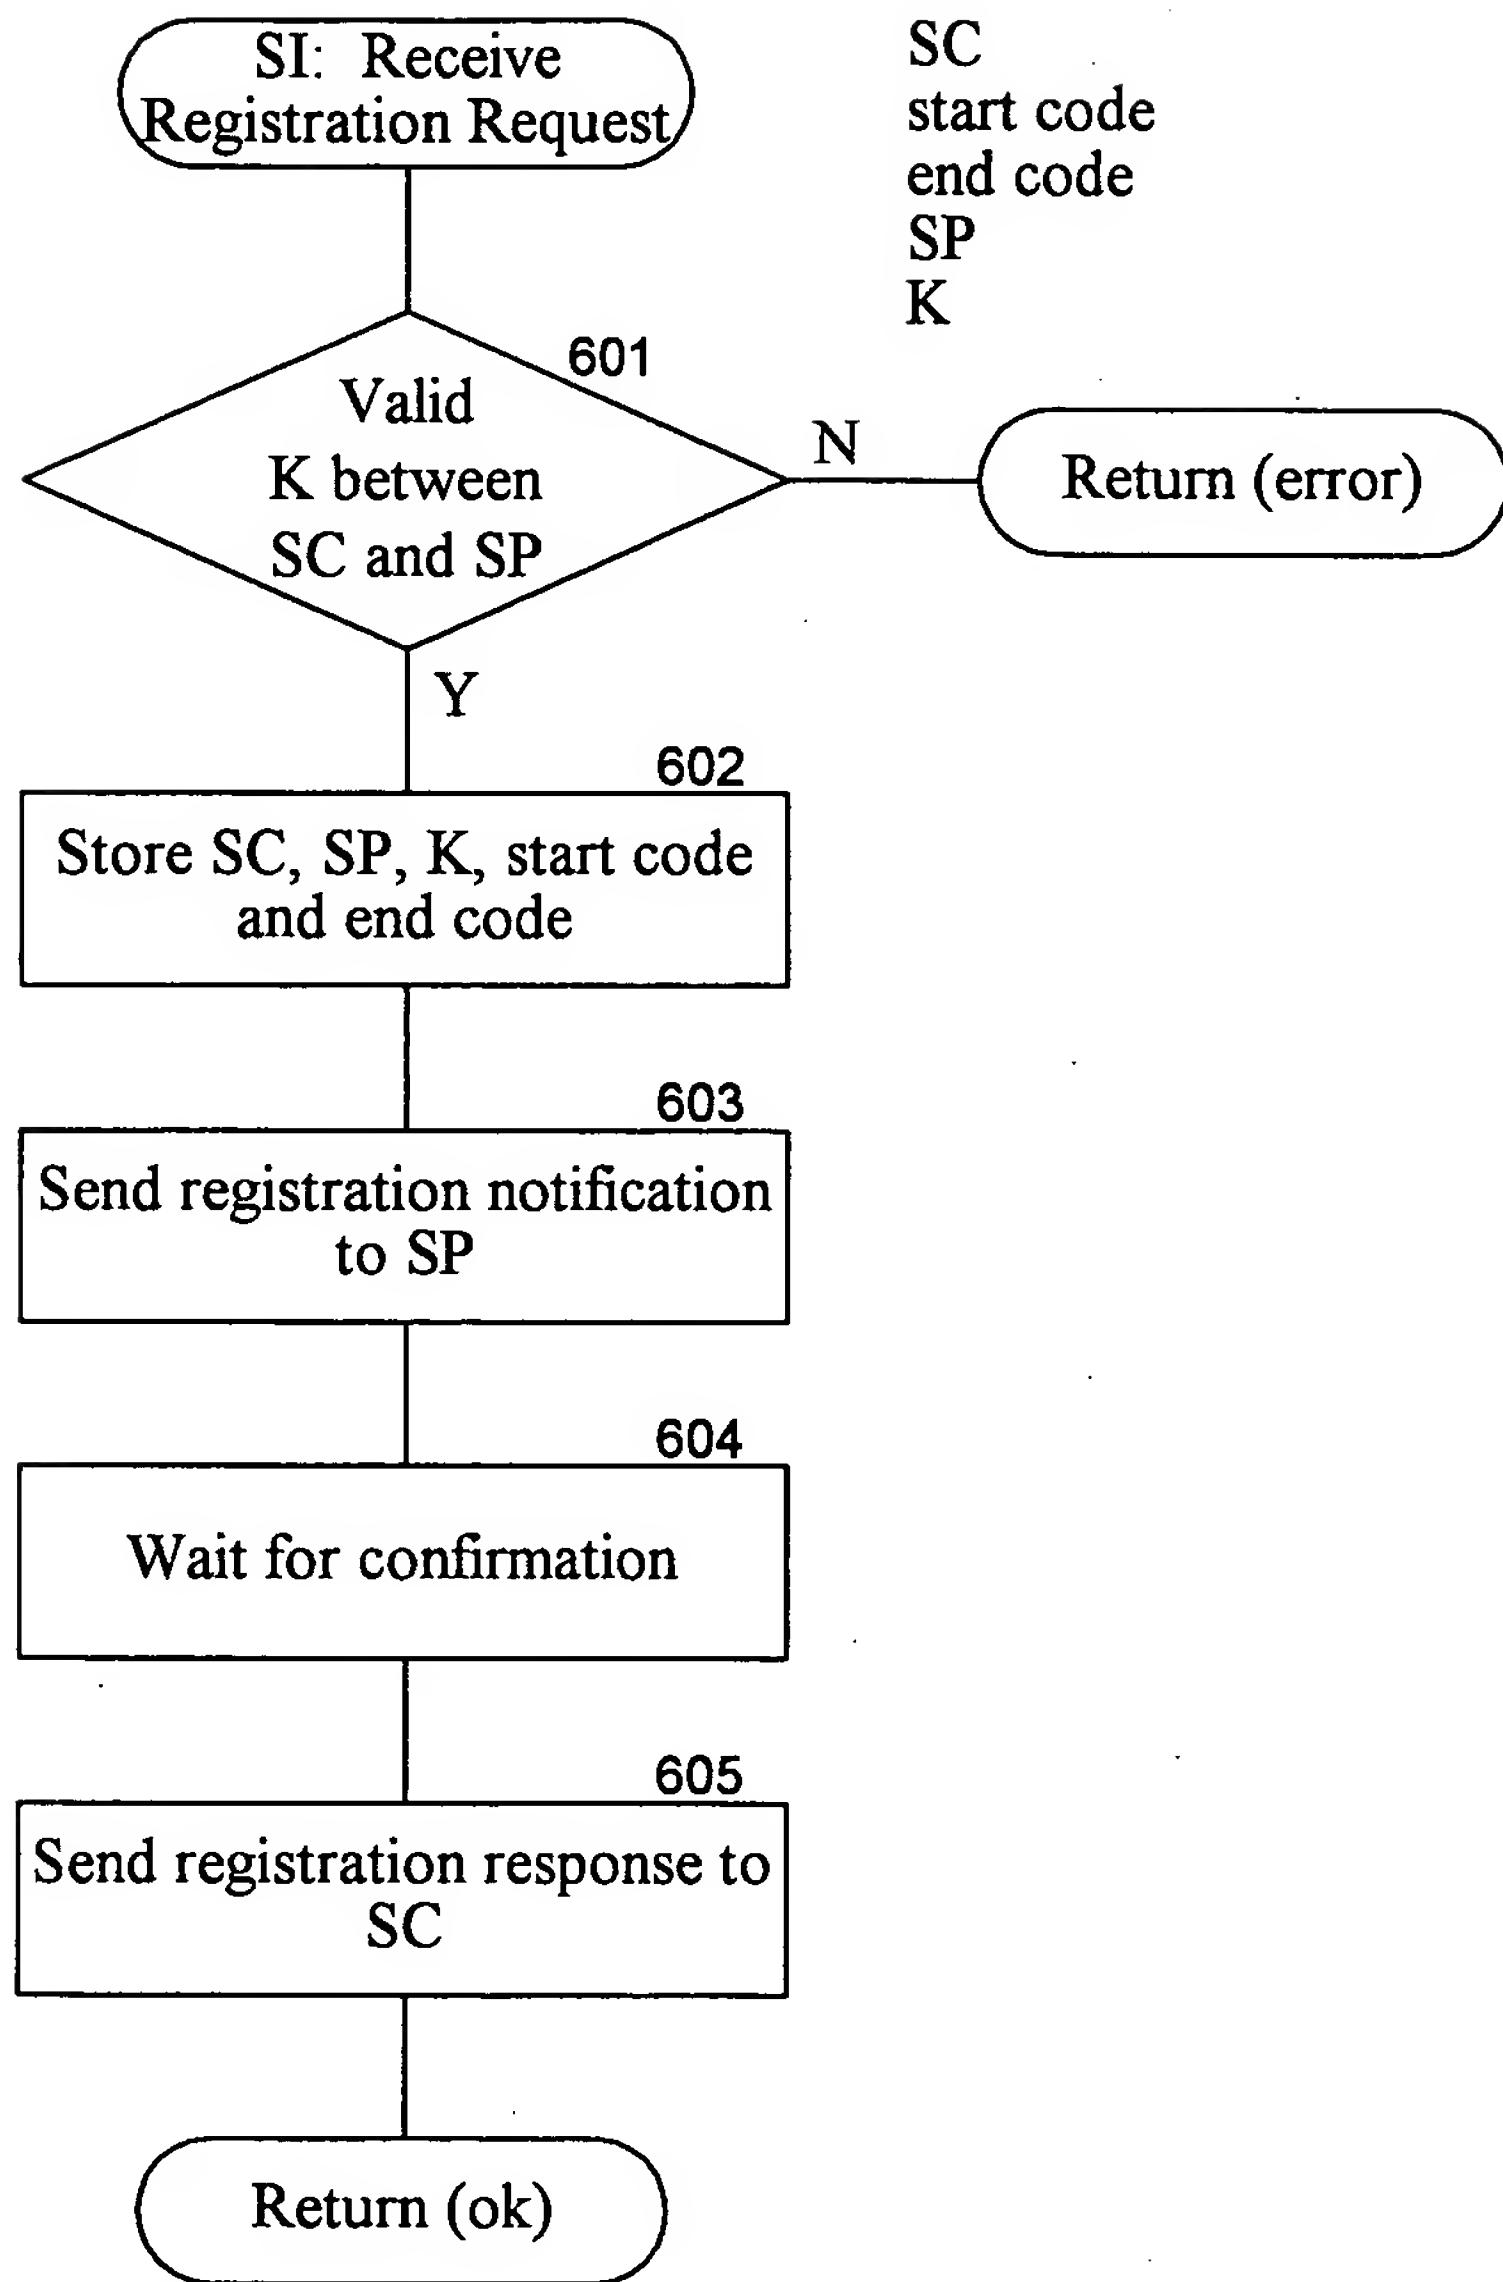 SI: Receive
Registration Request
SC
start code
end code
SP
K
601
Valid
K between
SC and SP
N
Return (error)
Y
602
Store SC, SP, K, start code
and end code
603
Send registration notification
to SP
604
Wait for confirmation
605
Send registration response to
SC
Return (ok)